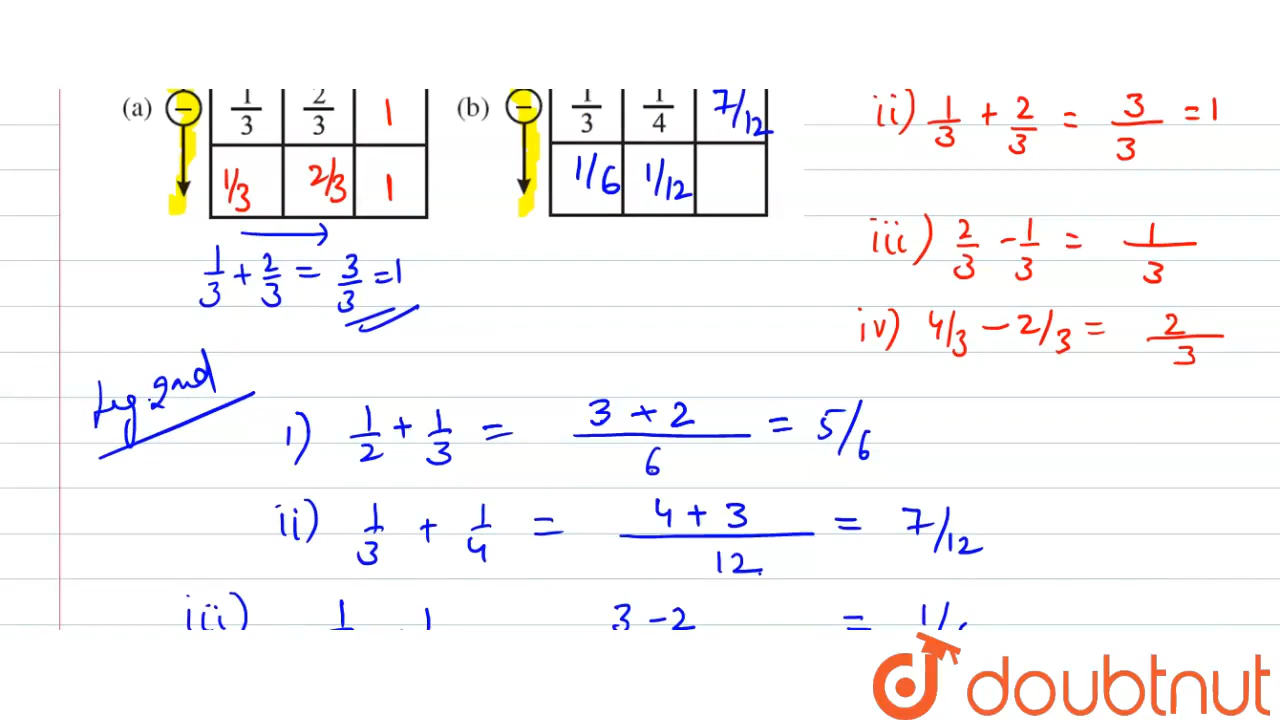 (a) − 1/3 2/3 1 (b) − 1/3 1/4 7/12
1/3 2/3 1 1/6 1/12
1/3 + 2/3 = 3/3 = 1
ii) 1/3 + 2/3 = 3/3 = 1
iii) 2/3 - 1/3 = 1/3
iv) 4/3 - 2/3 = 2/3
2nd
i) 1/2 + 1/3 = 3 + 2/6 = 5/6
ii) 1/3 + 1/4 = 4 + 3/12 = 7/12
iii) 3 - 2 =
doubtnut